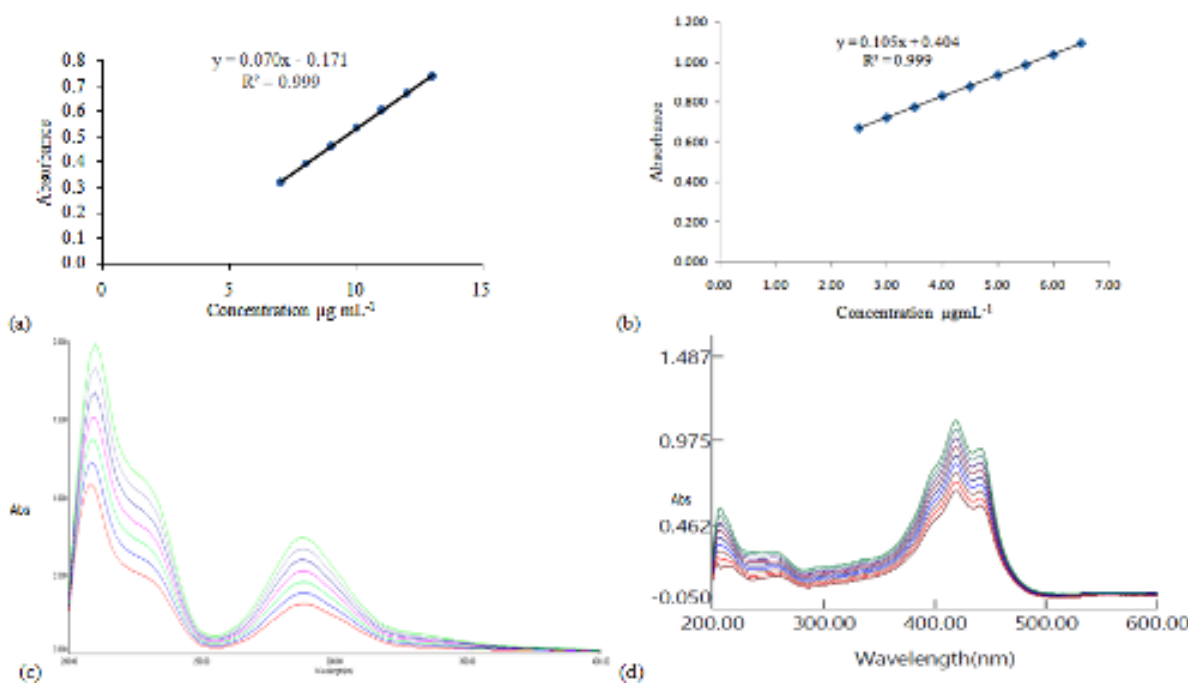 y = 0.070x - 0.171
R² = 0.999
0.8
0.7
0.6
0.5
0.4
0.3
0.2
0.1
0.0
0 5 10 15
Absorbance
Concentration µg mL⁻¹
(a)
y = 0.105x + 0.404
R² = 0.999
1.200
1.000
0.800
0.600
0.400
0.200
0.000
0.00 1.00 2.00 3.00 4.00 5.00 6.00 7.00
Absorbance
Concentration µgmL⁻¹
(b)
Abs
(c)
1.487
0.975
0.462
-0.050
200.00 300.00 400.00 500.00 600.00
Abs
Wavelength(nm)
(d)